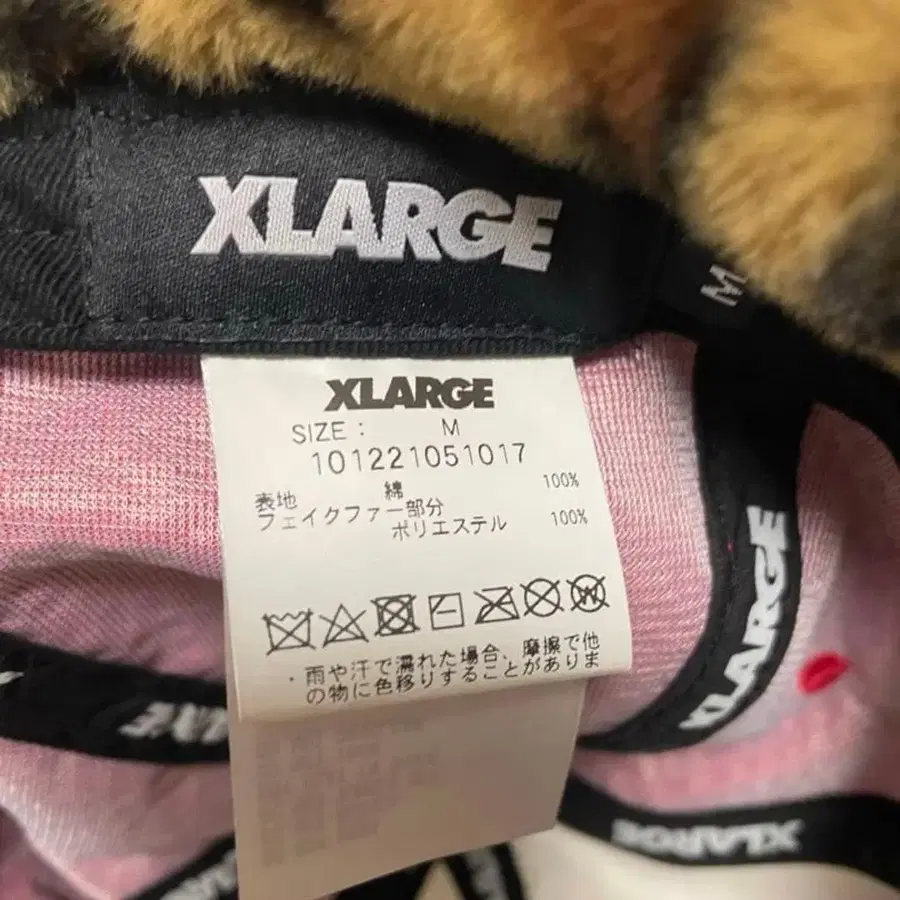 XLARGE
M
XLARGE
SIZE : M
101221051017
表地 綿 100%
フェイクファー部分
ポリエステル 100%
・雨や汗で濡れた場合、摩擦で他
の物に色移りすることがありま
XLARGE
XLARGE